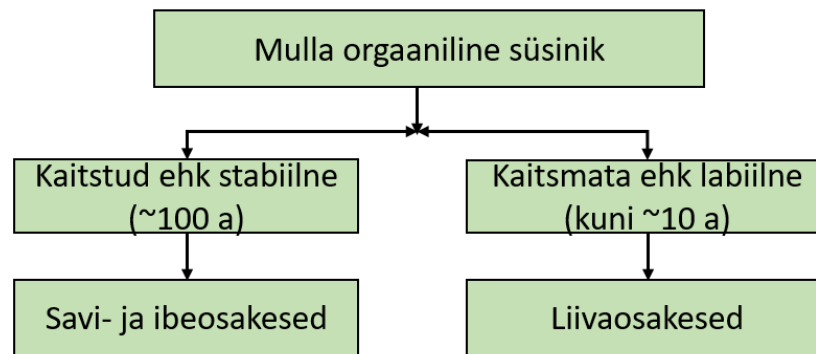 Mulla orgaaniline süsinik
Kaitstud ehk stabiilne
(~100 a)
Kaitsmata ehk labiilne
(kuni ~10 a)
Savi- ja ibeosakesed
Liivaosakesed